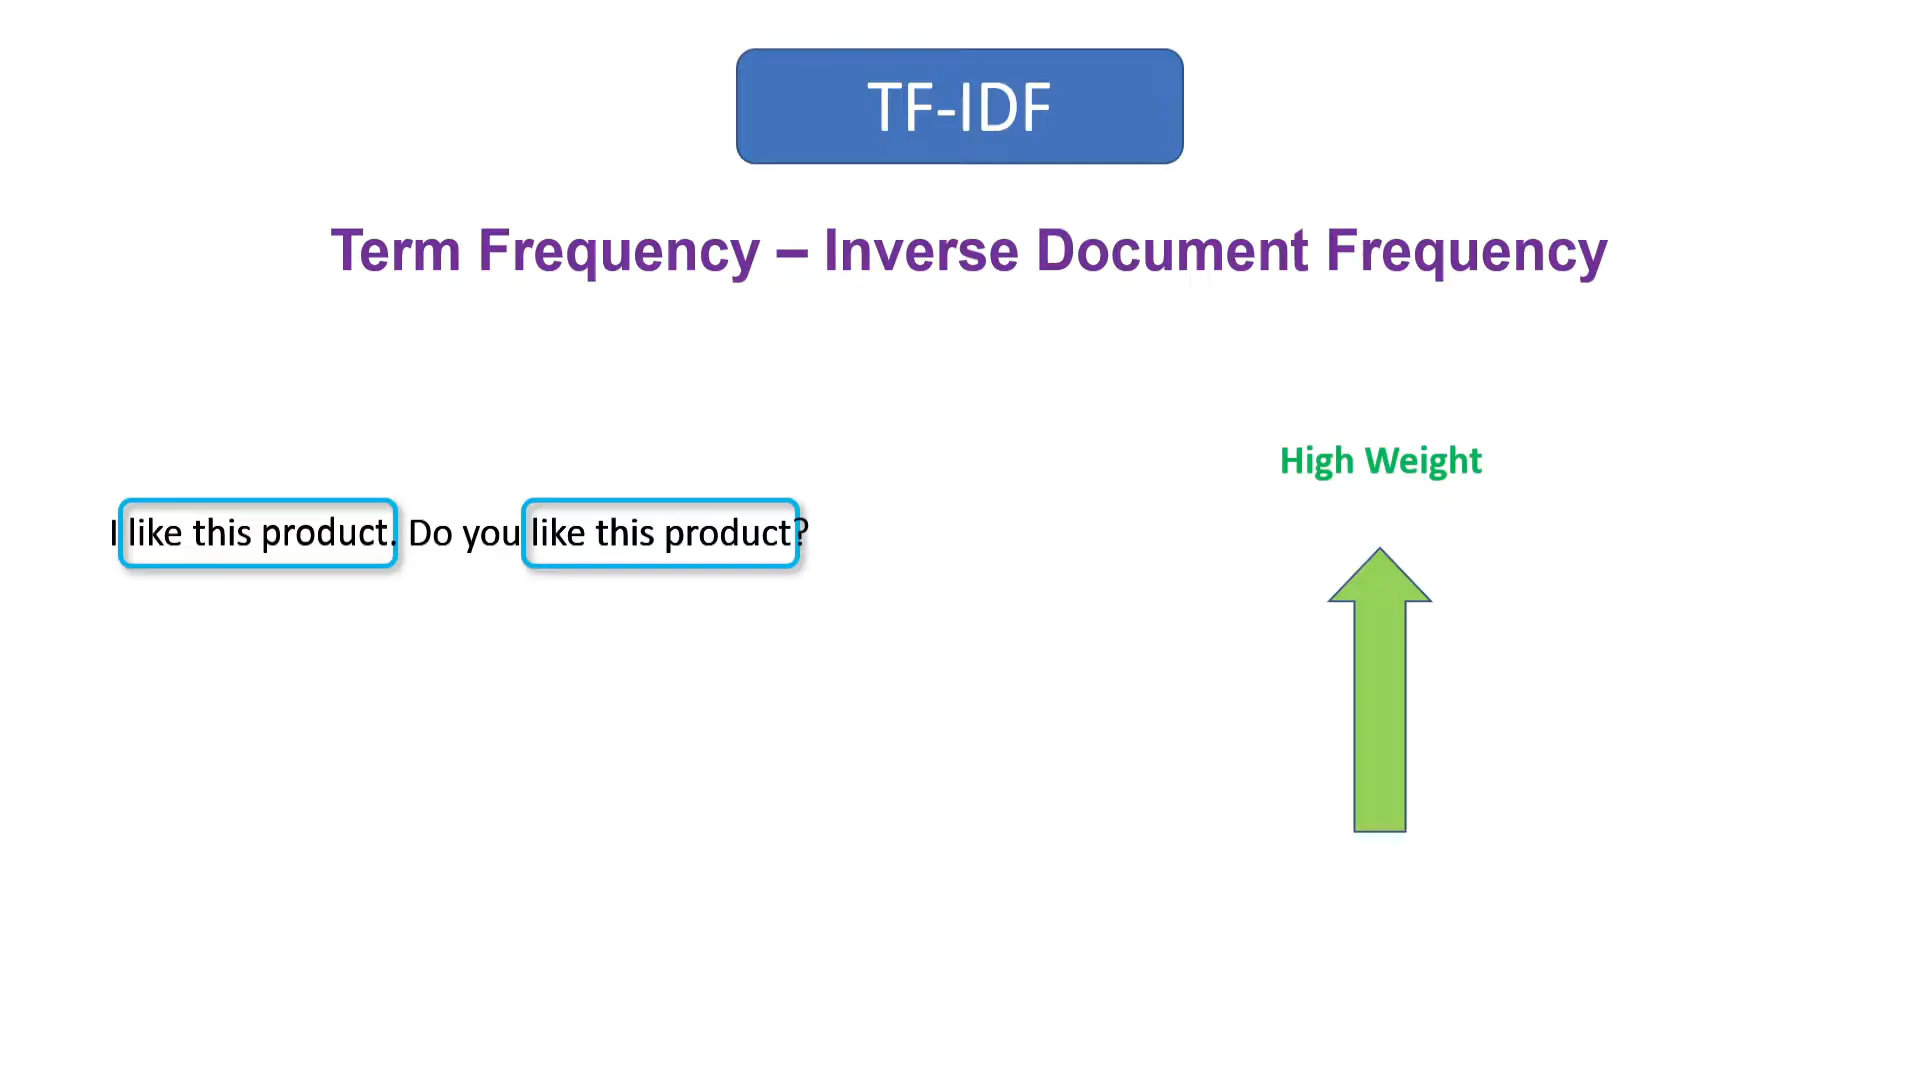 TF-IDF
Term Frequency – Inverse Document Frequency
High Weight
I like this product. Do you like this product?